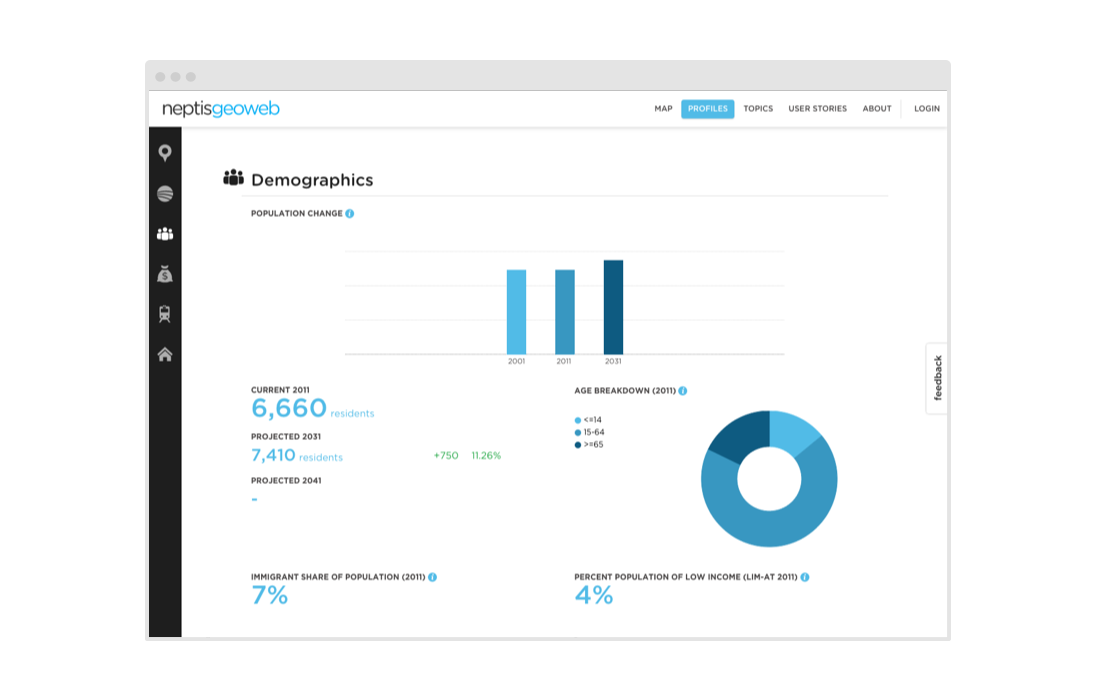 neptisgeoweb
MAP PROFILES TOPICS USER STORIES ABOUT LOGIN
Demographics
POPULATION CHANGE i
2001 2011 2031
feedback
CURRENT 2011
6,660 residents
PROJECTED 2031
7,410 residents +750 11.26%
PROJECTED 2041
-
AGE BREAKDOWN (2011) i
<=14
15-64
>=65
IMMIGRANT SHARE OF POPULATION (2011) i
7%
PERCENT POPULATION OF LOW INCOME (LIM-AT 2011) i
4%